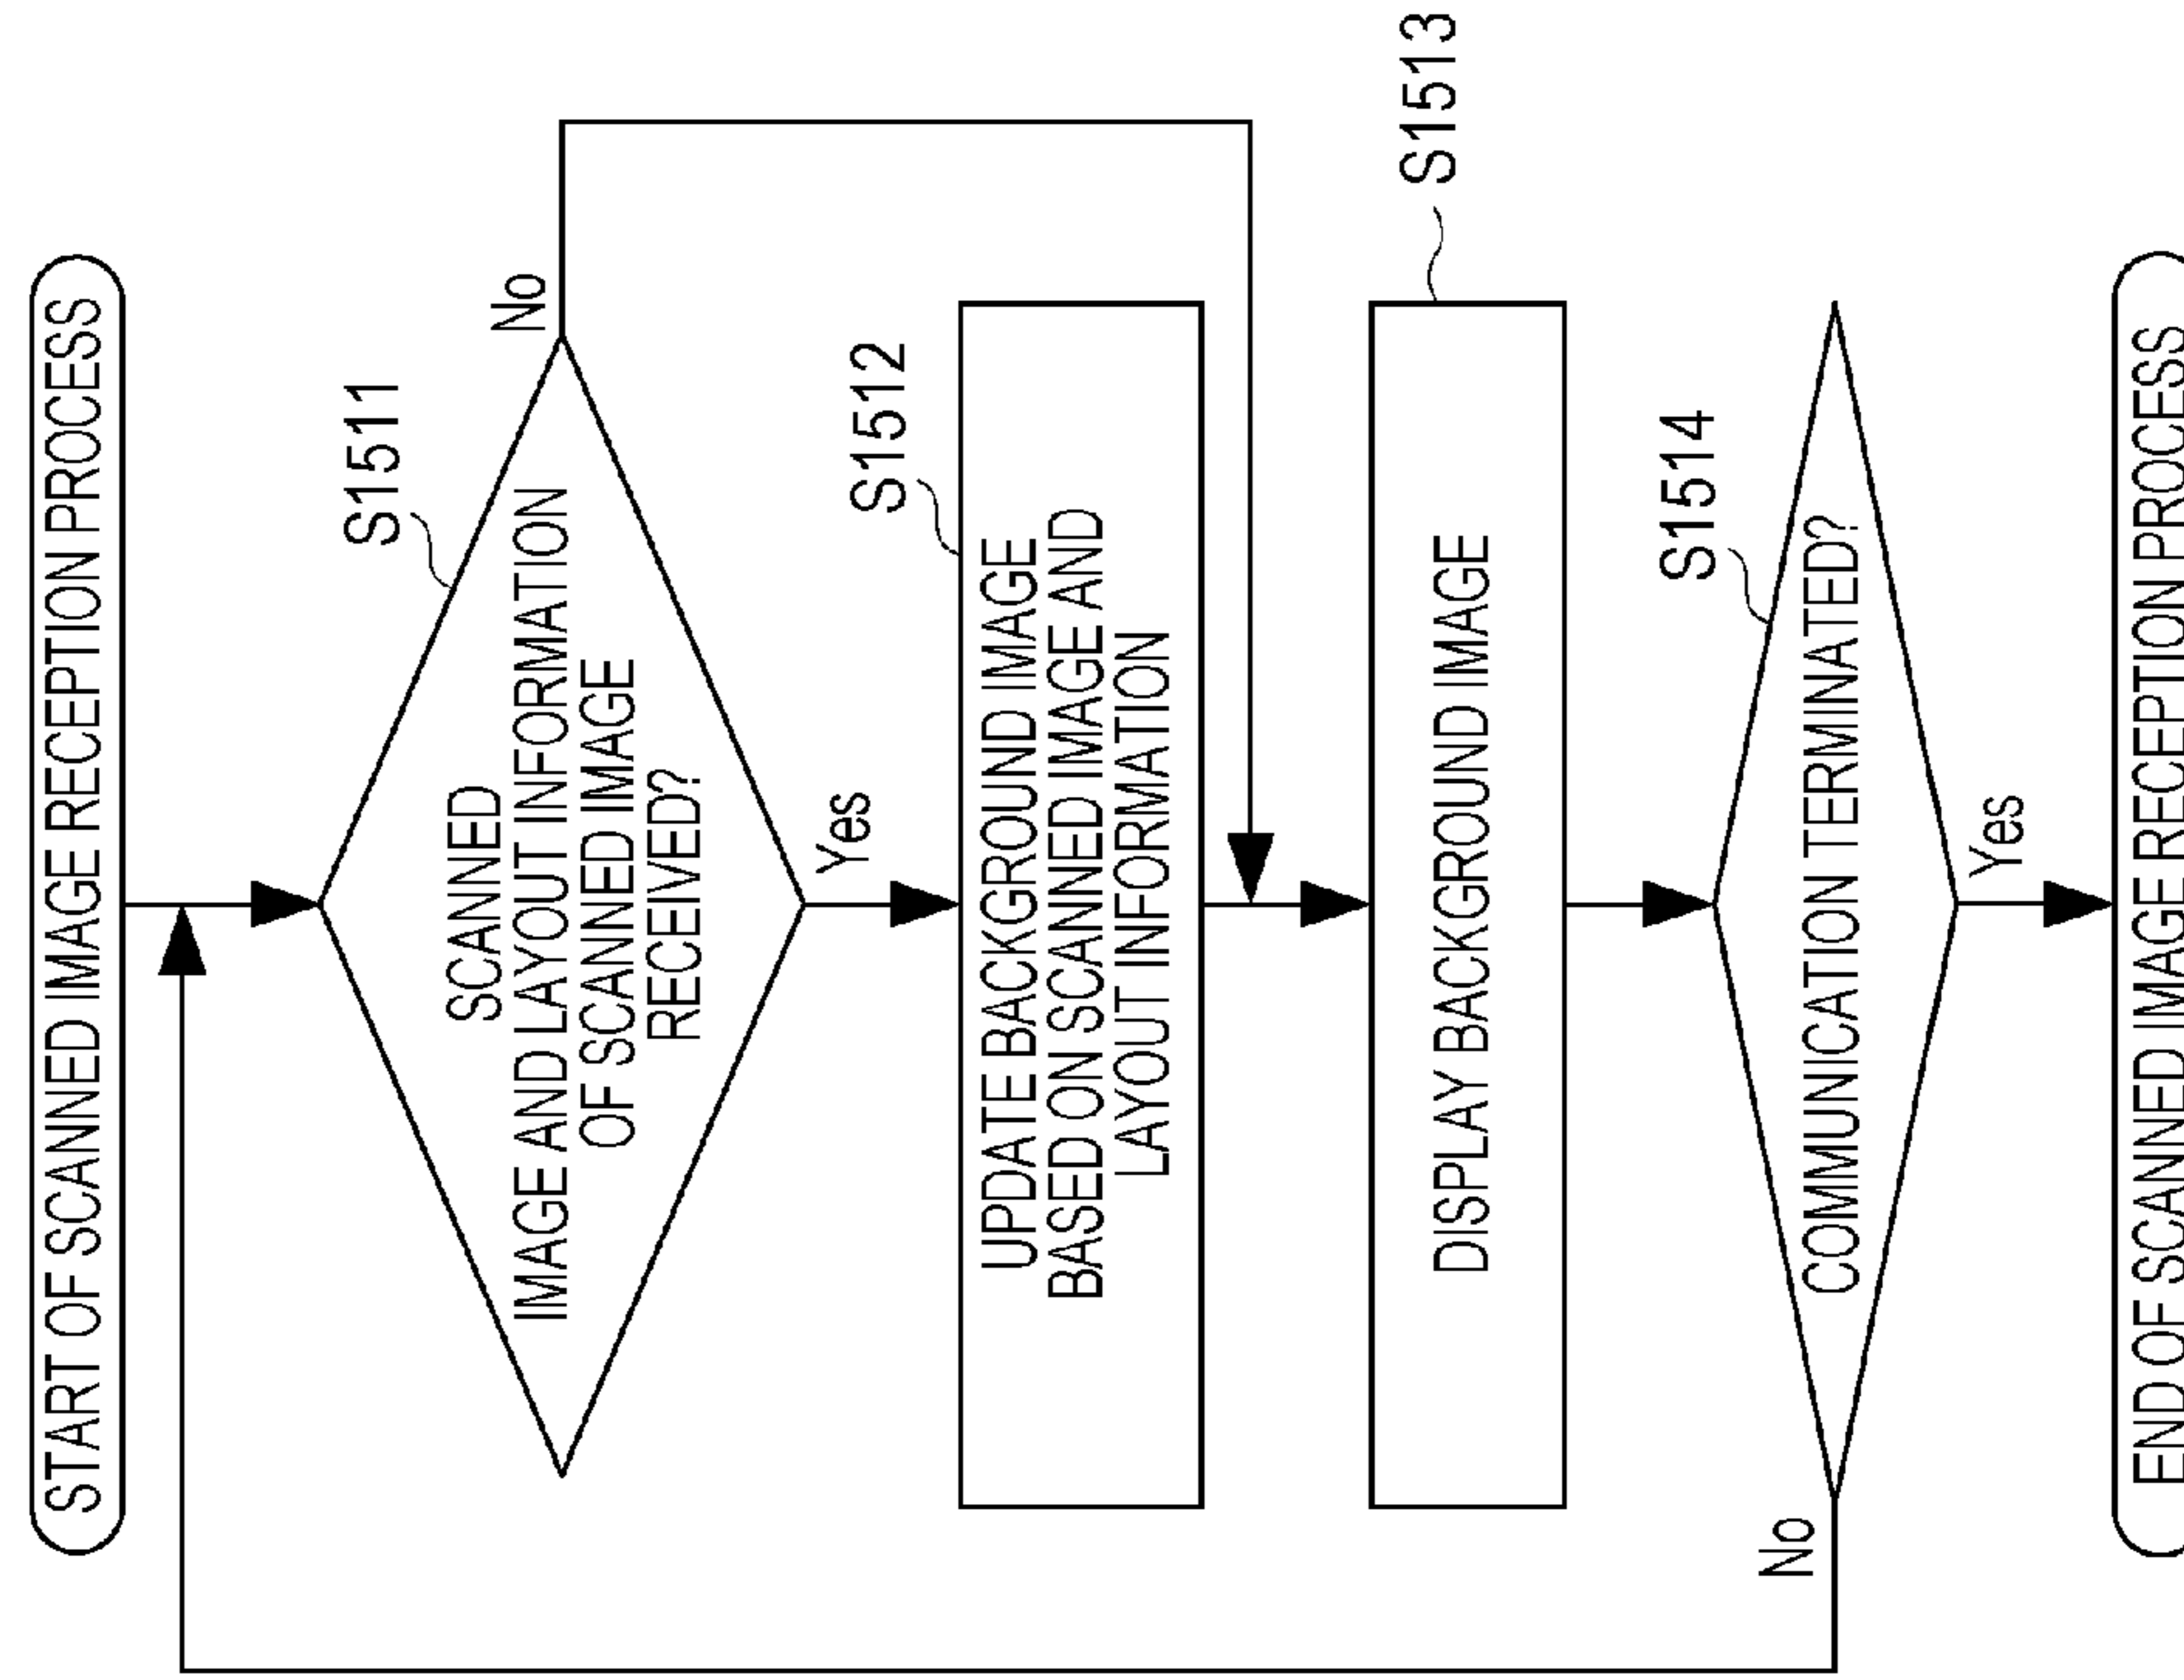 START OF SCANNED IMAGE RECEPTION PROCESS
S1511
SCANNED
IMAGE AND LAYOUT INFORMATION
OF SCANNED IMAGE
RECEIVED?
No
Yes
S1512
UPDATE BACKGROUND IMAGE
BASED ON SCANNED IMAGE AND
LAYOUT INFORMATION
S1513
DISPLAY BACKGROUND IMAGE
S1514
COMMUNICATION TERMINATED?
No
Yes
END OF SCANNED IMAGE RECEPTION PROCESS